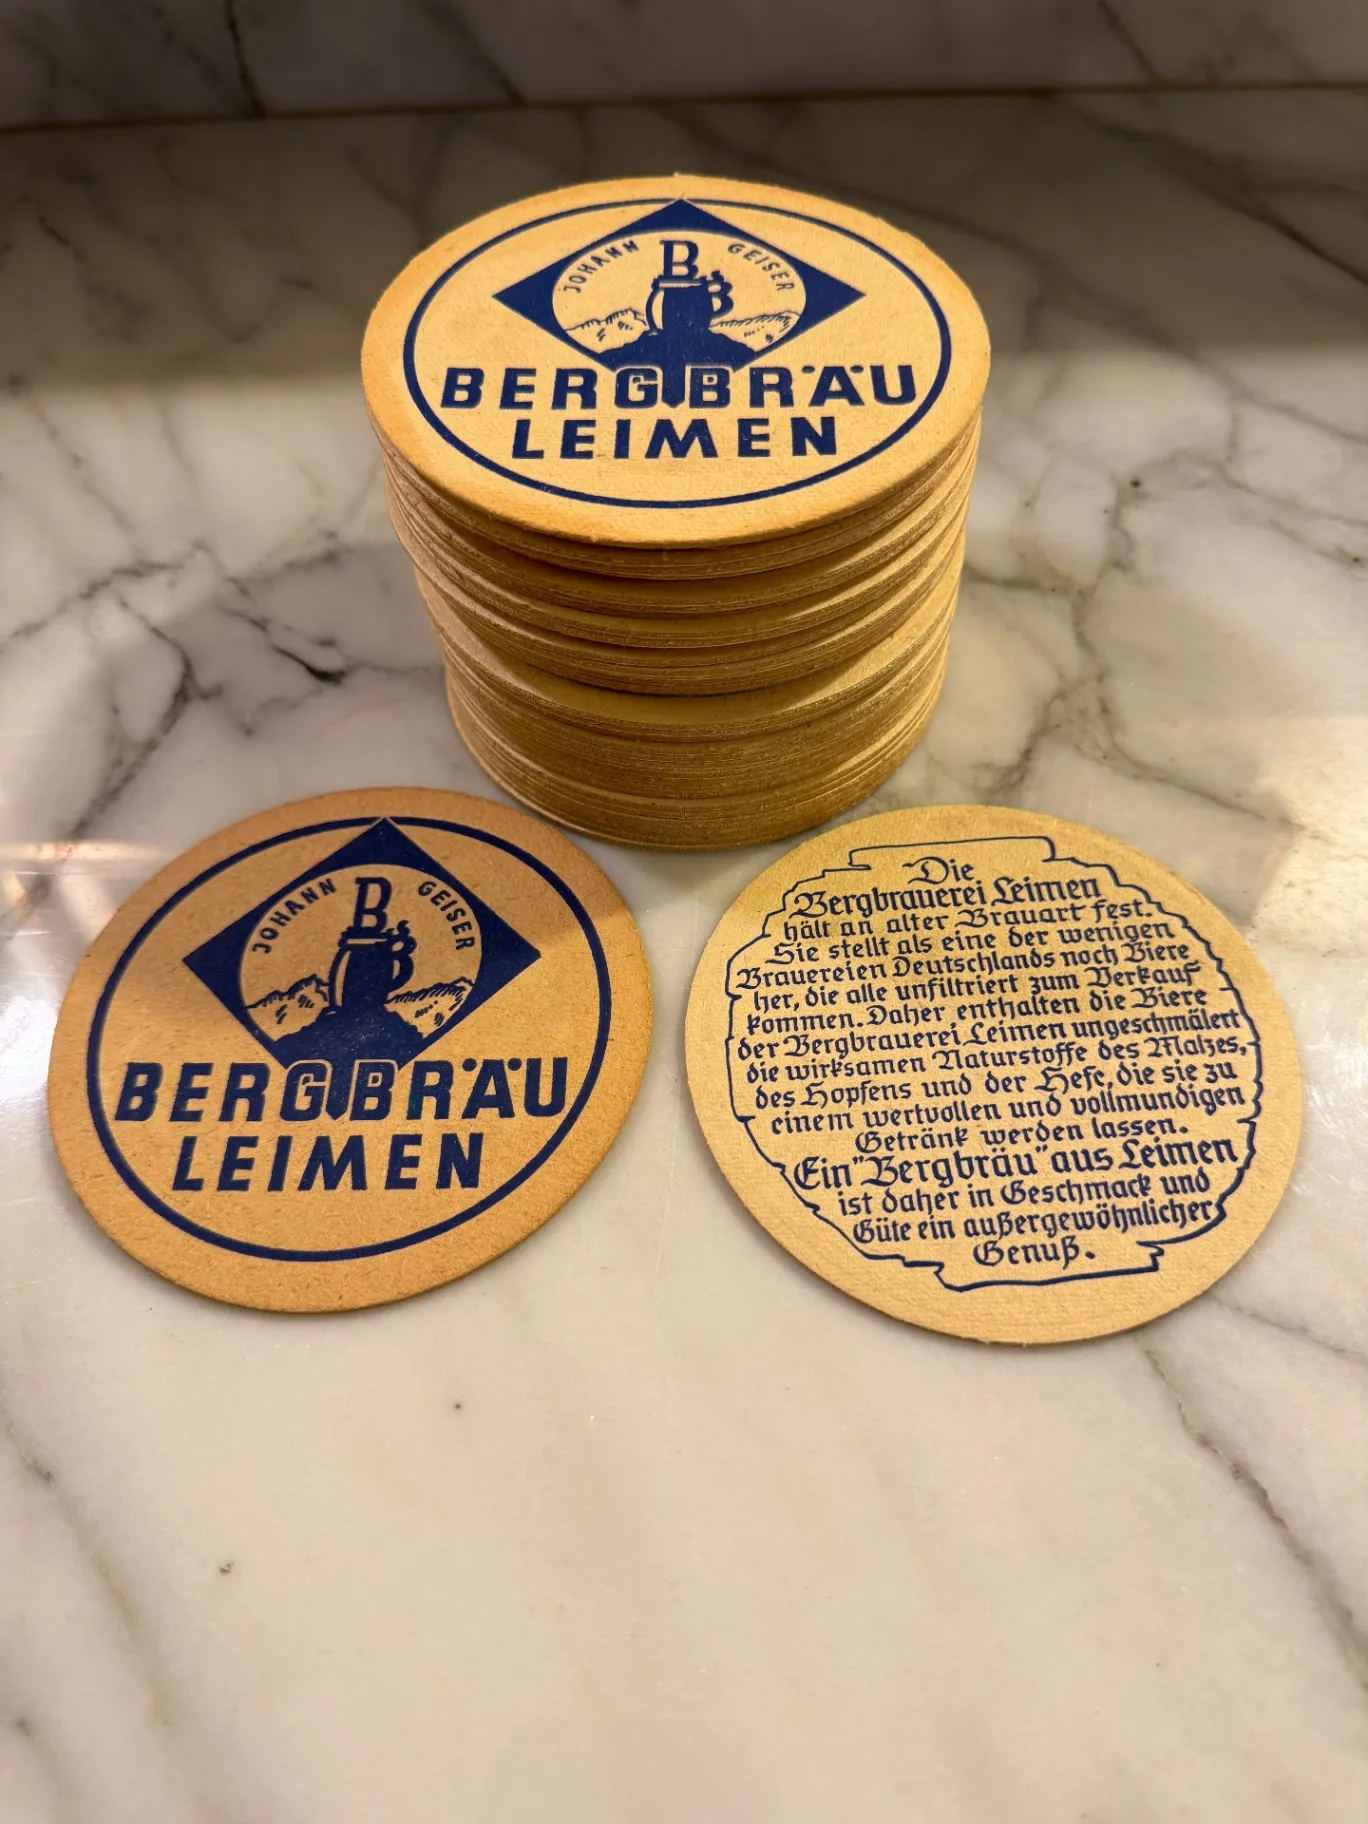 JOHANN B GEISER
BERGBRÄU
LEIMEN
JOHANN B GEISER
BERGBRÄU
LEIMEN
Die
Bergbrauerei Leimen
hält an alter Brauart fest.
Sie stellt als eine der wenigen
Brauereien Deutschlands noch Biere
her, die alle unfiltriert zum Verkauf
kommen. Daher enthalten die Biere
der Bergbrauerei Leimen ungeschmälert
die wirksamen Naturstoffe des Malzes,
des Hopfens und der Hefe, die sie zu
einem wertvollen und vollmundigen
Getränk werden lassen.
Ein "Bergbräu" aus Leimen
ist daher in Geschmack und
Güte ein außergewöhnlicher
Genuß.